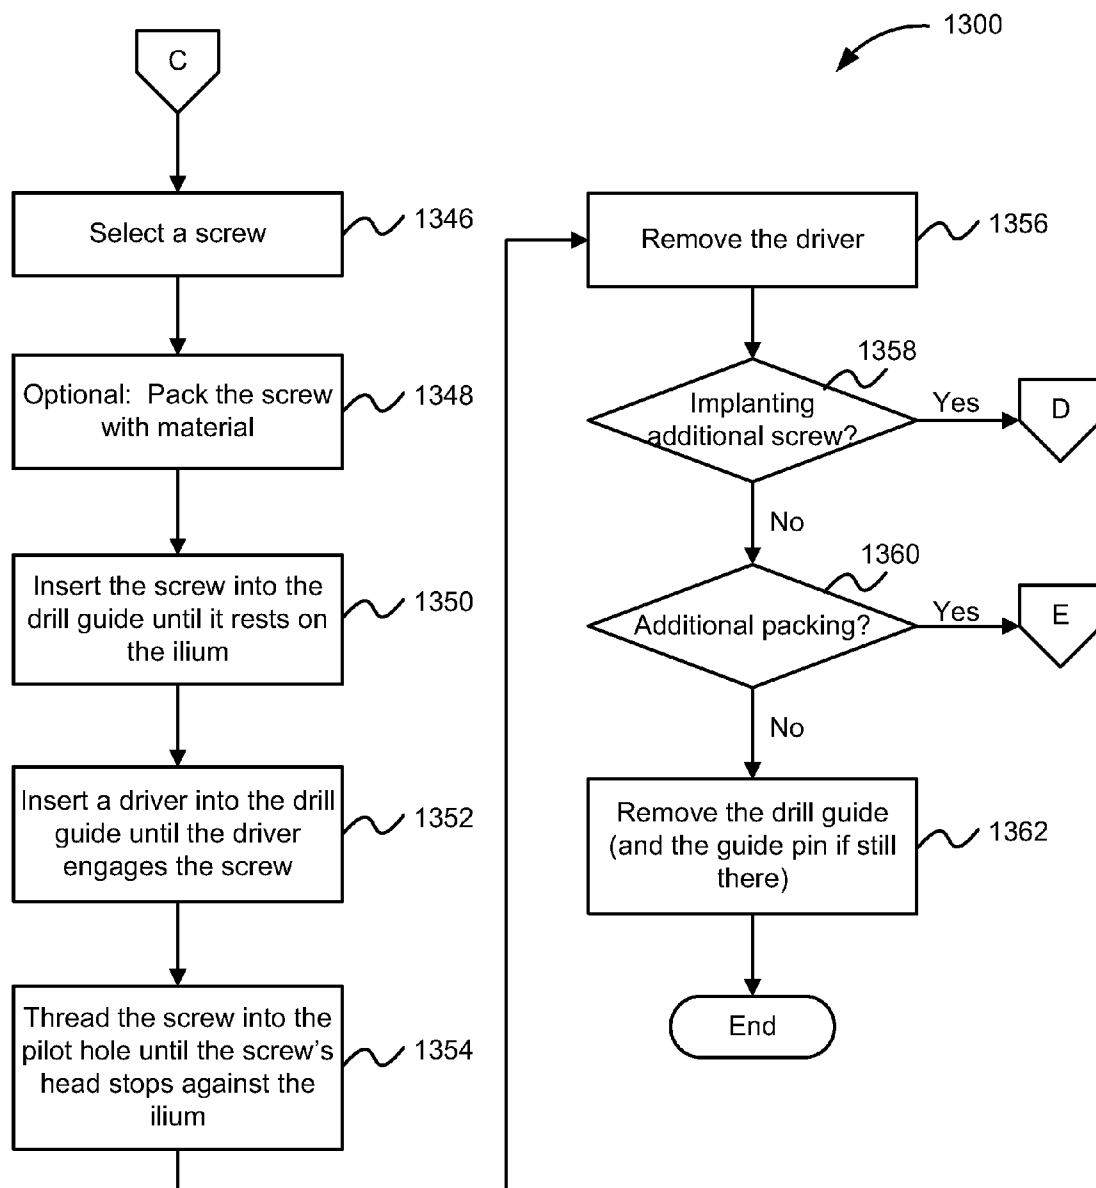 1300
C
Select a screw
1346
Optional:  Pack the screw
with material
1348
Insert the screw into the
drill guide until it rests on
the ilium
1350
Insert a driver into the drill
guide until the driver
engages the screw
1352
Thread the screw into the
pilot hole until the screw's
head stops against the
ilium
1354
Remove the driver
1356
1358
Implanting
additional screw?
Yes
D
No
1360
Additional packing?
Yes
E
No
Remove the drill guide
(and the guide pin if still
there)
1362
End